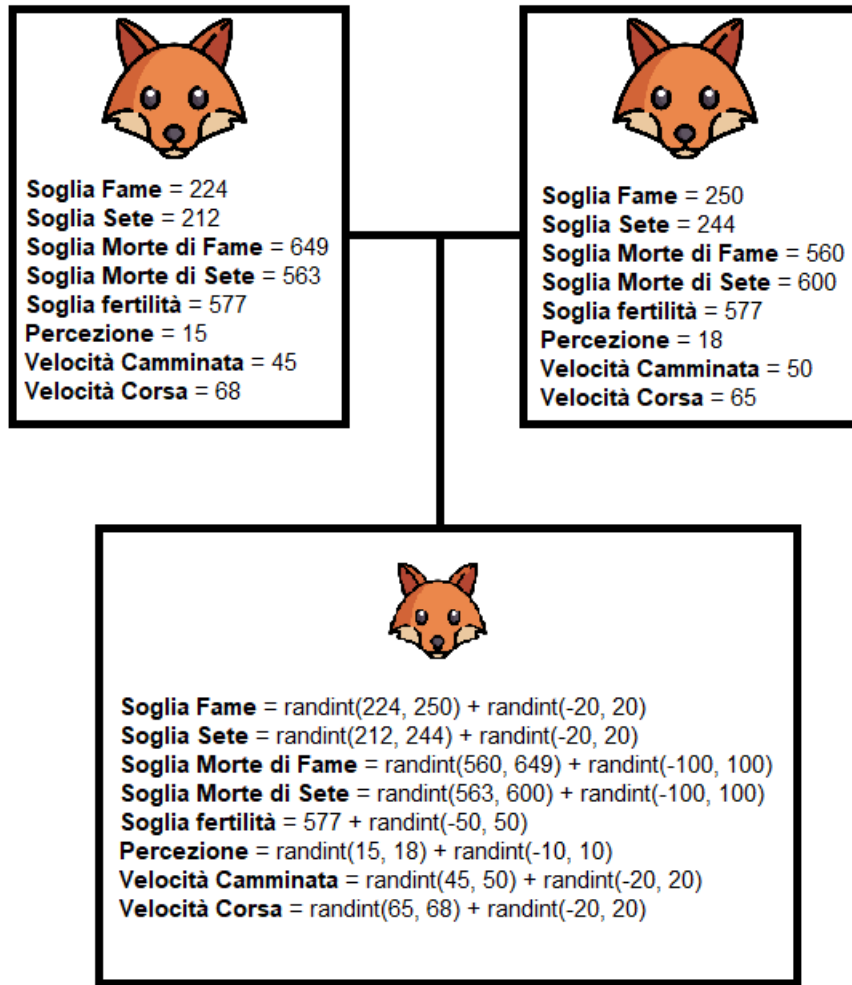 Soglia Fame = 224
Soglia Sete = 212
Soglia Morte di Fame = 649
Soglia Morte di Sete = 563
Soglia fertilità = 577
Percezione = 15
Velocità Camminata = 45
Velocità Corsa = 68
Soglia Fame = 250
Soglia Sete = 244
Soglia Morte di Fame = 560
Soglia Morte di Sete = 600
Soglia fertilità = 577
Percezione = 18
Velocità Camminata = 50
Velocità Corsa = 65
Soglia Fame = randint(224, 250) + randint(-20, 20)
Soglia Sete = randint(212, 244) + randint(-20, 20)
Soglia Morte di Fame = randint(560, 649) + randint(-100, 100)
Soglia Morte di Sete = randint(563, 600) + randint(-100, 100)
Soglia fertilità = 577 + randint(-50, 50)
Percezione = randint(15, 18) + randint(-10, 10)
Velocità Camminata = randint(45, 50) + randint(-20, 20)
Velocità Corsa = randint(65, 68) + randint(-20, 20)